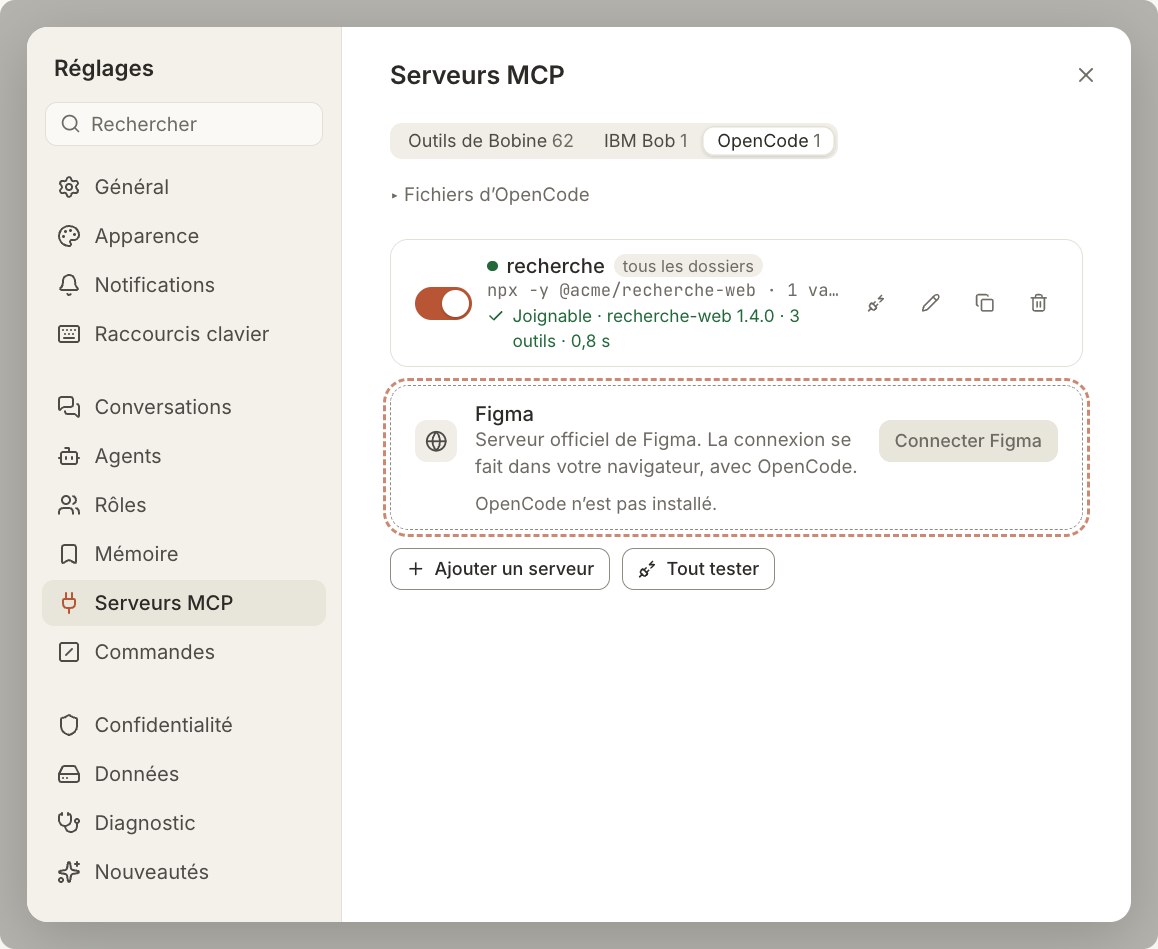 Réglages
Rechercher
Général
Apparence
Notifications
Raccourcis clavier
Conversations
Agents
Rôles
Mémoire
Serveurs MCP
Commandes
Confidentialité
Données
Diagnostic
Nouveautés
Serveurs MCP
Outils de Bobine 62 IBM Bob 1 OpenCode 1
Fichiers d’OpenCode
recherche tous les dossiers
npx -y @acme/recherche-web · 1 va…
Joignable · recherche-web 1.4.0 · 3
outils · 0,8 s
Figma
Serveur officiel de Figma. La connexion se
fait dans votre navigateur, avec OpenCode.
OpenCode n’est pas installé.
Connecter Figma
Ajouter un serveur Tout tester